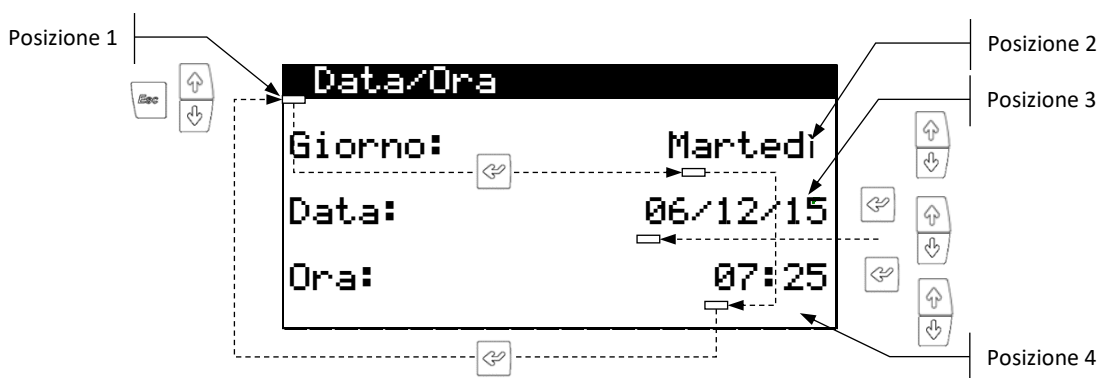 Posizione 1
Posizione 2
Data/Ora
Posizione 3
Esc
Giorno: Martedì
Data: 06/12/15
Ora: 07:25
Posizione 4